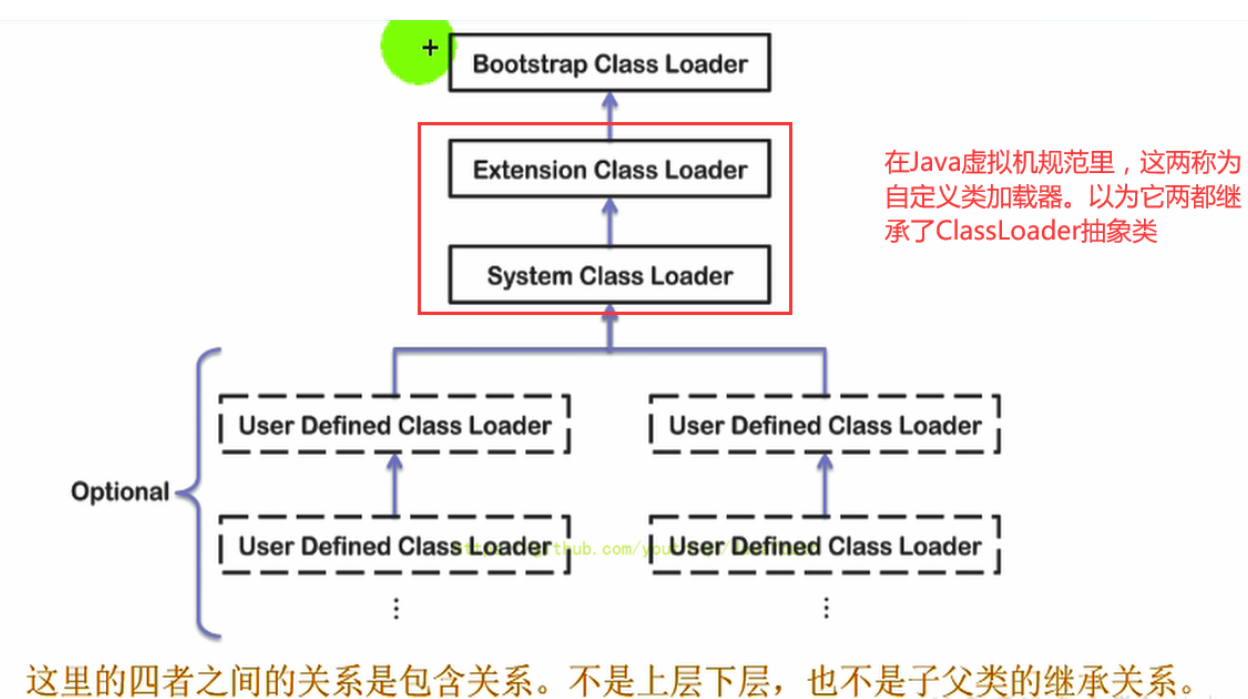 Bootstrap Class Loader
Extension Class Loader
在Java虚拟机规范里，这两称为
自定义类加载器。以为它两都继
承了ClassLoader抽象类
System Class Loader
User Defined Class Loader
User Defined Class Loader
Optional
User Defined Class Loader
User Defined Class Loader
这里的四者之间的关系是包含关系。不是上层下层，也不是子父类的继承关系。